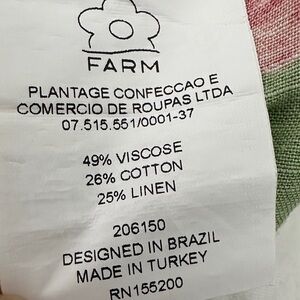 FARM
PLANTAGE CONFECCAO E
COMERCIO DE ROUPAS LTDA
07.515.551/0001-37
49% VISCOSE
26% COTTON
25% LINEN
206150
DESIGNED IN BRAZIL
MADE IN TURKEY
RN155200